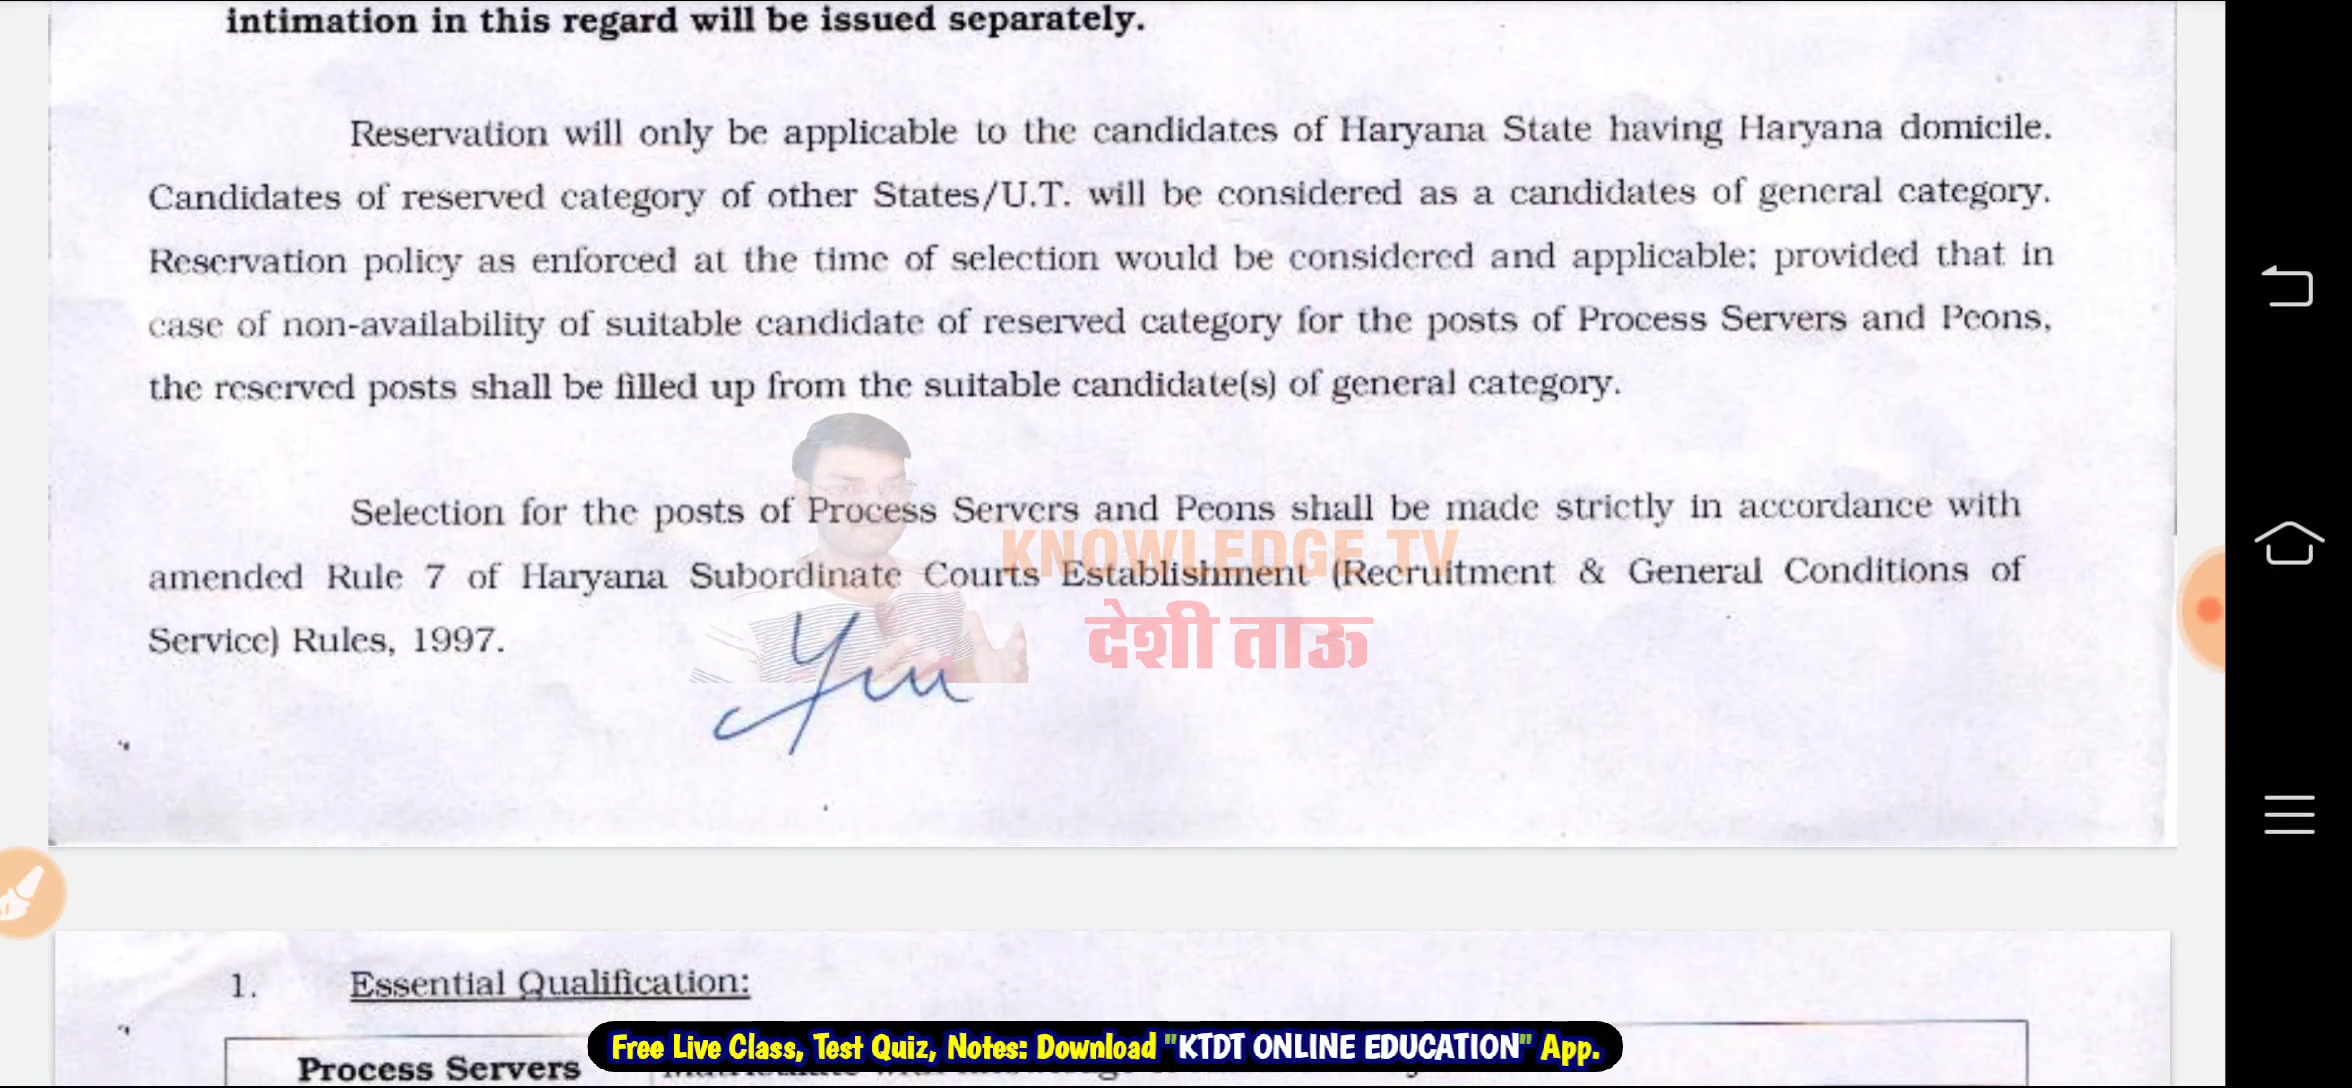 intimation in this regard will be issued separately.
Reservation will only be applicable to the candidates of Haryana State having Haryana domicile.
Candidates of reserved category of other States/U.T. will be considered as a candidates of general category.
Reservation policy as enforced at the time of selection would be considered and applicable; provided that in
case of non-availability of suitable candidate of reserved category for the posts of Process Servers and Peons,
the reserved posts shall be filled up from the suitable candidate(s) of general category.
Selection for the posts of Process Servers and Peons shall be made strictly in accordance with
KNOWLEDGE TV
amended Rule 7 of Haryana Subordinate Courts Establishment (Recruitment & General Conditions of
देशी ताऊ
Service) Rules, 1997.
1. Essential Qualification:
Free Live Class, Test Quiz, Notes: Download "KTDT ONLINE EDUCATION" App.
Process Servers